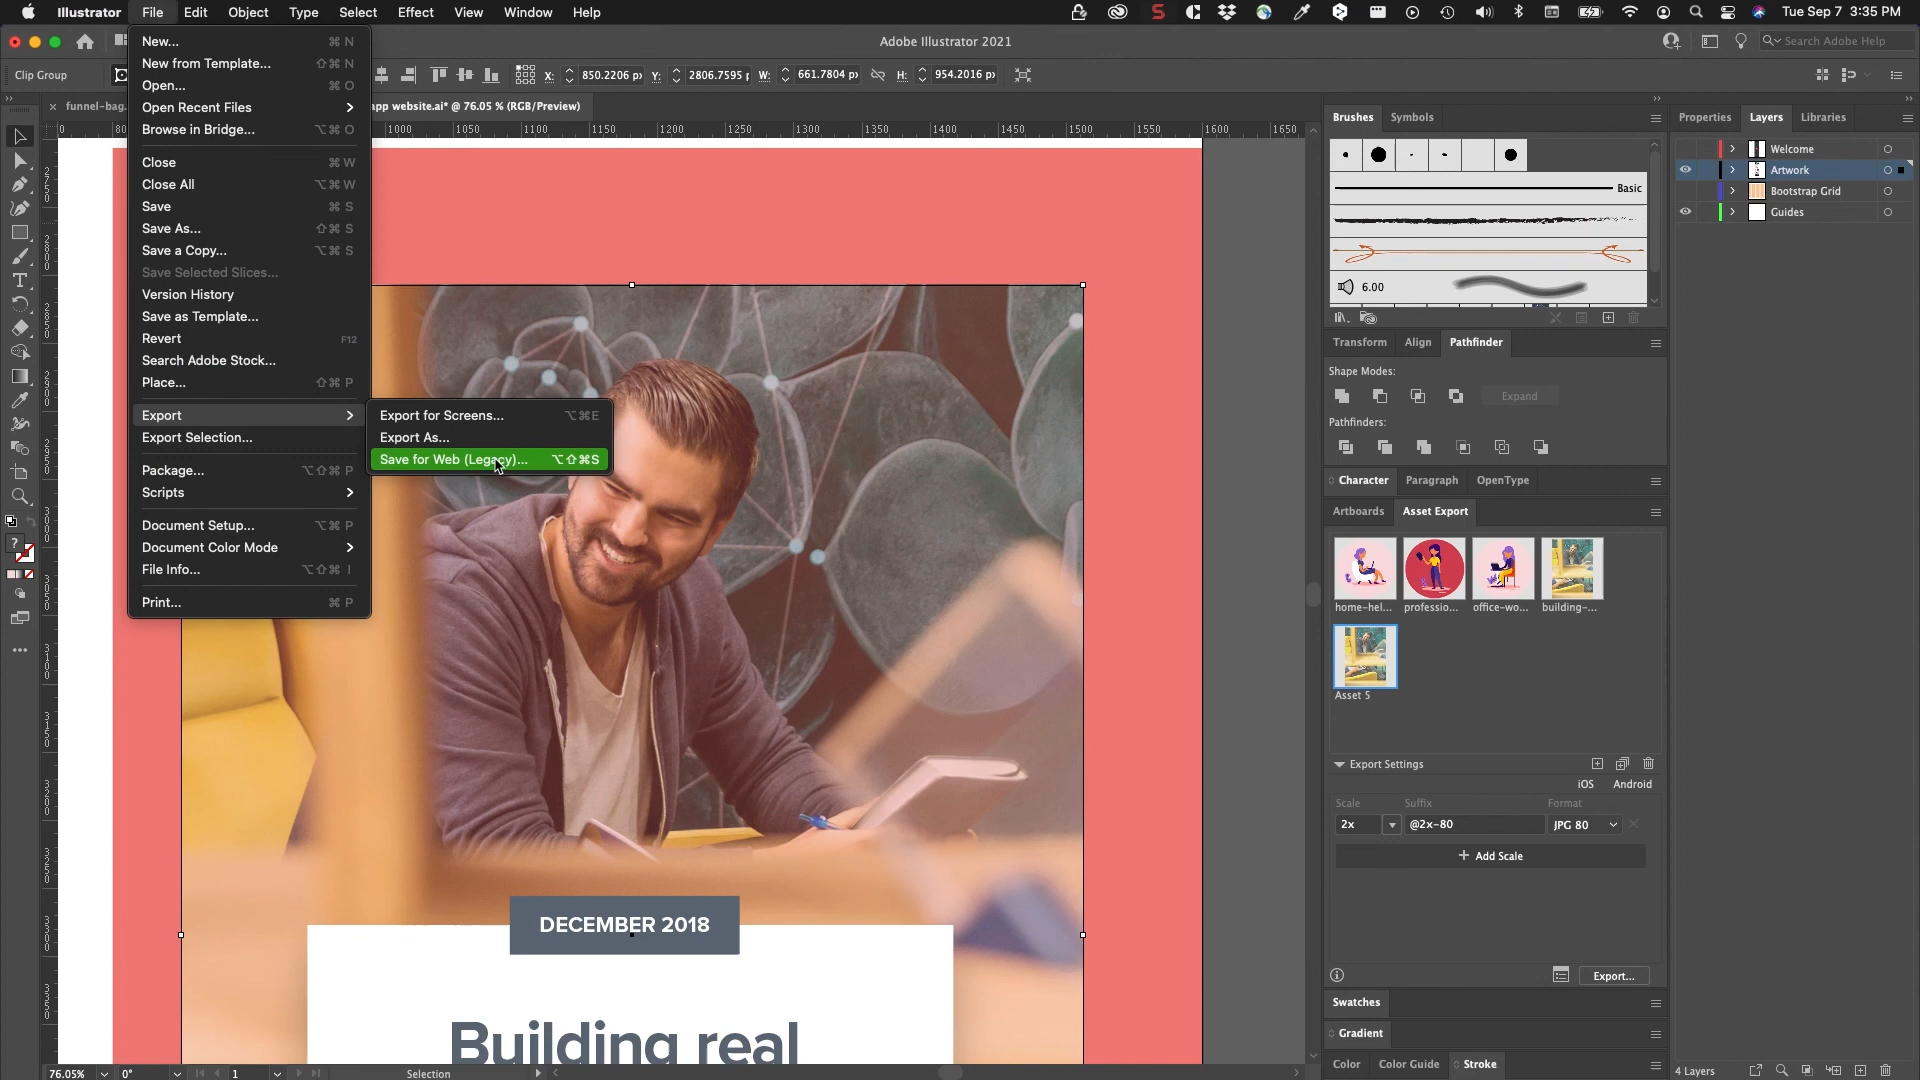 Illustrator File Edit Object Type Select Effect View Window Help
Tue Sep 7 3:35 PM
Adobe Illustrator 2021
Search Adobe Help
Clip Group
X: 850.2206 p
Y: 2806.7595
W: 661.7804 p
H: 954.2016 p
funnel-bag.
app website.ai* @ 76.05 % (RGB/Preview)
0
1000 1050 1100 1150 1200 1250 1300 1350 1400 1450 1500 1550 1600 1650
New... ⌘ N
New from Template... ⇧⌘ N
Open... ⌘ O
Open Recent Files
Browse in Bridge... ⌥⌘ O
Close ⌘ W
Close All ⌥⌘ W
Save ⌘ S
Save As... ⇧⌘ S
Save a Copy... ⌥⌘ S
Save Selected Slices...
Version History
Save as Template...
Revert F12
Search Adobe Stock...
Place... ⇧⌘ P
Export
Export Selection...
Package... ⌥⇧⌘ P
Scripts
Document Setup... ⌥⌘ P
Document Color Mode
File Info... ⌥⇧⌘ I
Print... ⌘ P
Export for Screens... ⌥⌘E
Export As...
Save for Web (Legacy)... ⌥⇧⌘S
DECEMBER 2018
Building real
Brushes Symbols
Basic
6.00
Transform Align Pathfinder
Shape Modes:
Expand
Pathfinders:
Character Paragraph OpenType
Artboards Asset Export
home-hel... professio... office-wo... building-...
Asset 5
Export Settings
iOS Android
Scale Suffix Format
2x @2x-80 JPG 80
+ Add Scale
Export...
Swatches
Gradient
Color Color Guide Stroke
Properties Layers Libraries
Welcome
Artwork
Bootstrap Grid
Guides
4 Layers
76.05% 0° 1 Selection